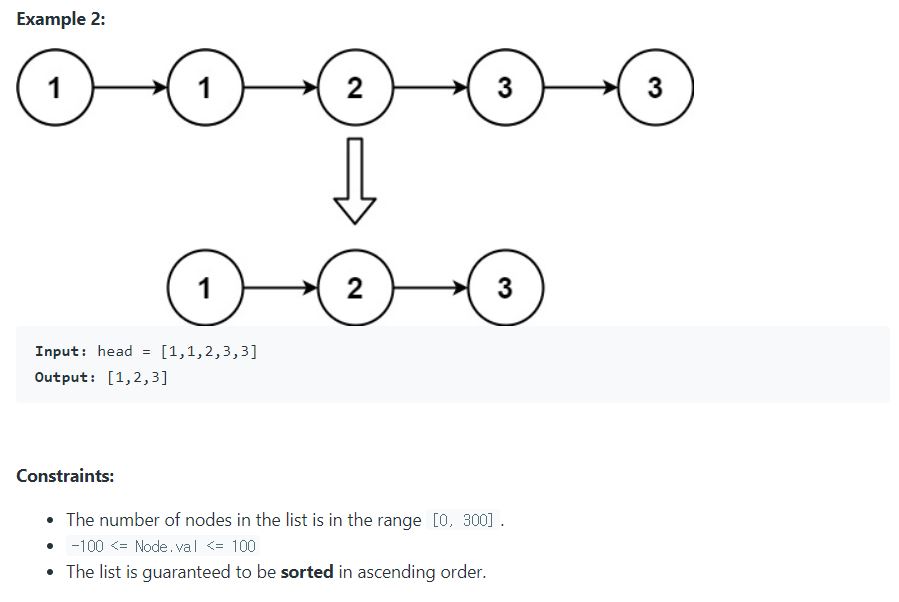 Example 2:
1 1 2 3 3
1 2 3
Input: head = [1,1,2,3,3]
Output: [1,2,3]
Constraints:
• The number of nodes in the list is in the range [0, 300] .
• -100 <= Node.val <= 100
• The list is guaranteed to be sorted in ascending order.